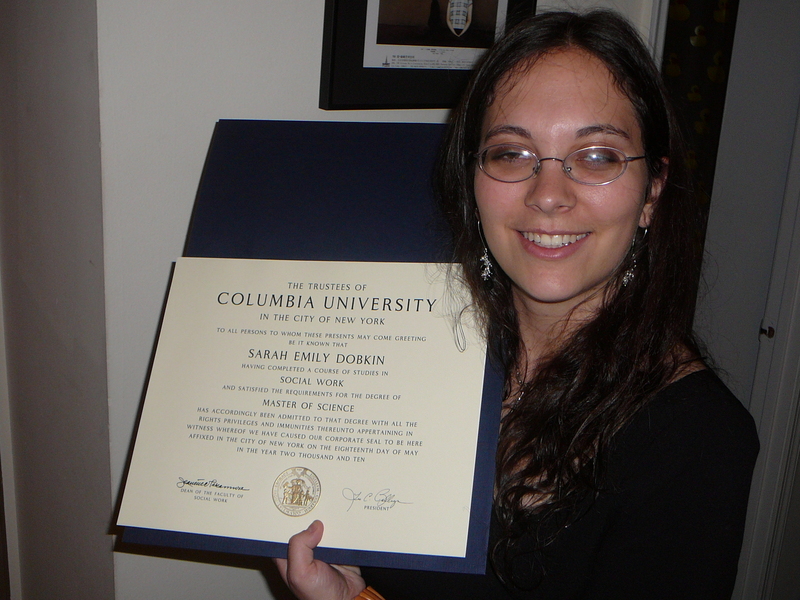 THE TRUSTEES OF
COLUMBIA UNIVERSITY
IN THE CITY OF NEW YORK
TO ALL PERSONS TO WHOM THESE PRESENTS MAY COME GREETING
BE IT KNOWN THAT
SARAH EMILY DOBKIN
HAVING COMPLETED A COURSE OF STUDIES IN
SOCIAL WORK
AND SATISFIED THE REQUIREMENTS FOR THE DEGREE OF
MASTER OF SCIENCE
HAS ACCORDINGLY BEEN ADMITTED TO THAT DEGREE WITH ALL THE
RIGHTS PRIVILEGES AND IMMUNITIES THEREUNTO APPERTAINING IN
WITNESS WHEREOF WE HAVE CAUSED OUR CORPORATE SEAL TO BE HERE
AFFIXED IN THE CITY OF NEW YORK ON THE EIGHTEENTH DAY OF MAY
IN THE YEAR TWO THOUSAND AND TEN
DEAN OF THE FACULTY OF
SOCIAL WORK
PRESIDENT